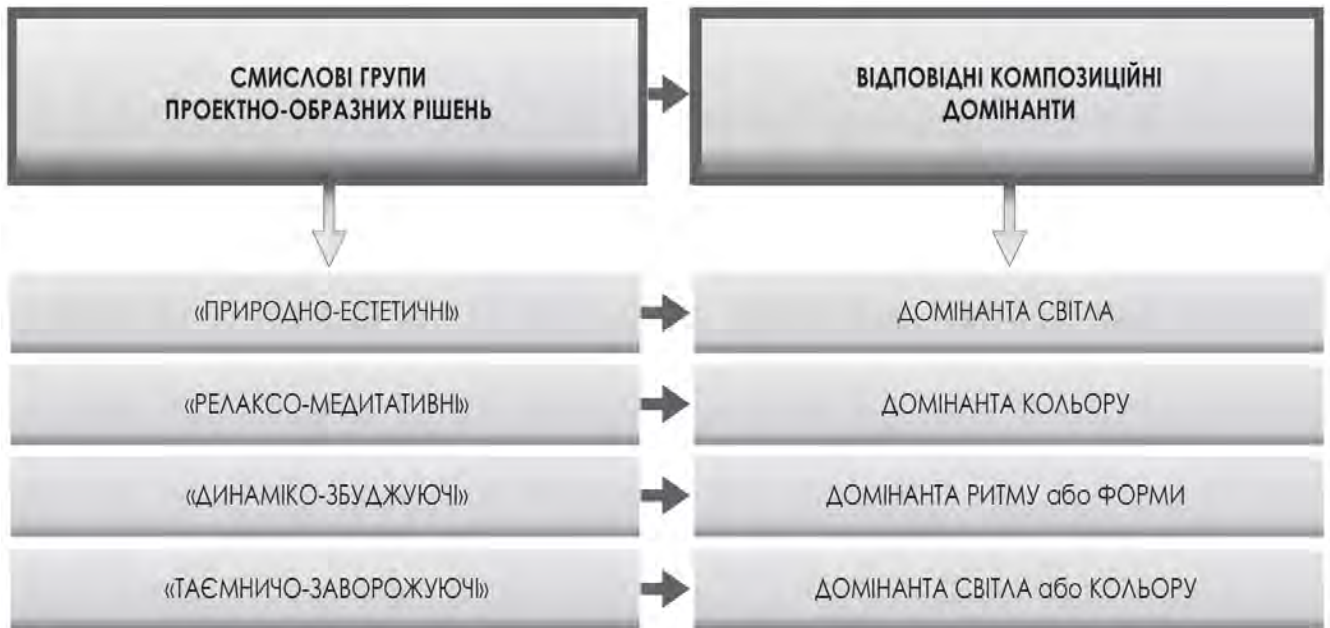 СМИСЛОВІ ГРУПИ
ПРОЕКТНО-ОБРАЗНИХ РІШЕНЬ
ВІДПОВІДНІ КОМПОЗИЦІЙНІ
ДОМІНАНТИ
«ПРИРОДНО-ЕСТЕТИЧНІ»
ДОМІНАНТА СВІТЛА
«РЕЛАКСО-МЕДИТАТИВНІ»
ДОМІНАНТА КОЛЬОРУ
«ДИНАМІКО-ЗБУДЖУЮЧІ»
ДОМІНАНТА РИТМУ або ФОРМИ
«ТАЄМНИЧО-ЗАВОРОЖУЮЧІ»
ДОМІНАНТА СВІТЛА або КОЛЬОРУ